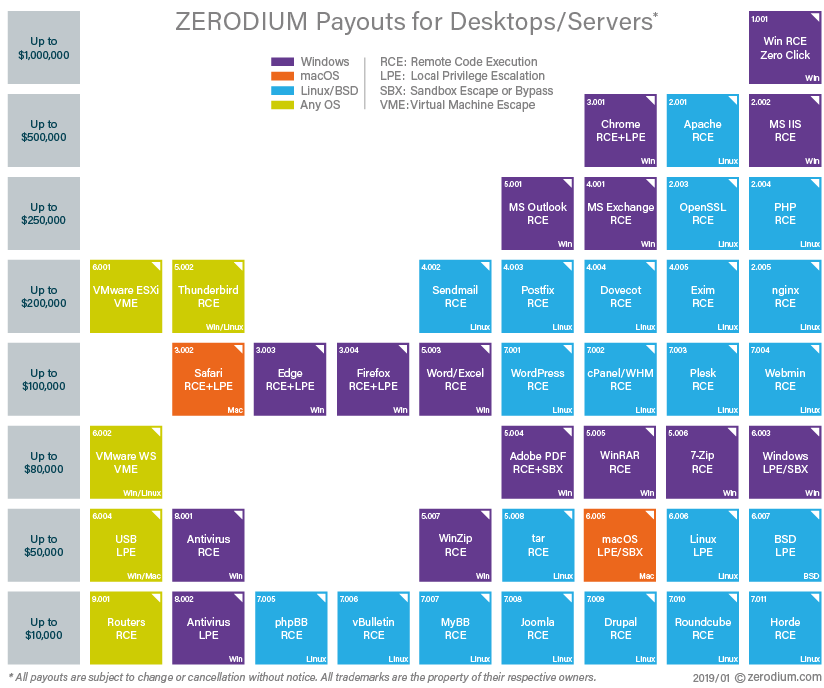 ZERODIUM Payouts for Desktops/Servers*
Windows
macOS
Linux/BSD
Any OS
RCE: Remote Code Execution
LPE: Local Privilege Escalation
SBX: Sandbox Escape or Bypass
VME: Virtual Machine Escape
Up to
$1,000,000
1.001
Win RCE
Zero Click
Win
Up to
$500,000
3.001
Chrome
RCE+LPE
Win
2.001
Apache
RCE
Linux
2.002
MS IIS
RCE
Win
Up to
$250,000
5.001
MS Outlook
RCE
Win
4.001
MS Exchange
RCE
Win
2.003
OpenSSL
RCE
Linux
2.004
PHP
RCE
Linux
Up to
$200,000
6.001
VMware ESXi
VME
5.002
Thunderbird
RCE
Win/Linux
4.002
Sendmail
RCE
Linux
4.003
Postfix
RCE
Linux
4.004
Dovecot
RCE
Linux
4.005
Exim
RCE
Linux
2.005
nginx
RCE
Linux
Up to
$100,000
3.002
Safari
RCE+LPE
Mac
3.003
Edge
RCE+LPE
Win
3.004
Firefox
RCE+LPE
Win
5.003
Word/Excel
RCE
Win
7.001
WordPress
RCE
Linux
7.002
cPanel/WHM
RCE
Linux
7.003
Plesk
RCE
Linux
7.004
Webmin
RCE
Linux
Up to
$80,000
6.002
VMware WS
VME
Win/Linux
5.004
Adobe PDF
RCE+SBX
Win
5.005
WinRAR
RCE
Win
5.006
7-Zip
RCE
Win
6.003
Windows
LPE/SBX
Win
Up to
$50,000
6.004
USB
LPE
Win/Mac
8.001
Antivirus
RCE
Win
5.007
WinZip
RCE
Win
5.008
tar
RCE
Linux
6.005
macOS
LPE/SBX
Mac
6.006
Linux
LPE
Linux
6.007
BSD
LPE
BSD
Up to
$10,000
9.001
Routers
RCE
8.002
Antivirus
LPE
Win
7.005
phpBB
RCE
Linux
7.006
vBulletin
RCE
Linux
7.007
MyBB
RCE
Linux
7.008
Joomla
RCE
Linux
7.009
Drupal
RCE
Linux
7.010
Roundcube
RCE
Linux
7.011
Horde
RCE
Linux
* All payouts are subject to change or cancellation without notice. All trademarks are the property of their respective owners.
2019/01 © zerodium.com